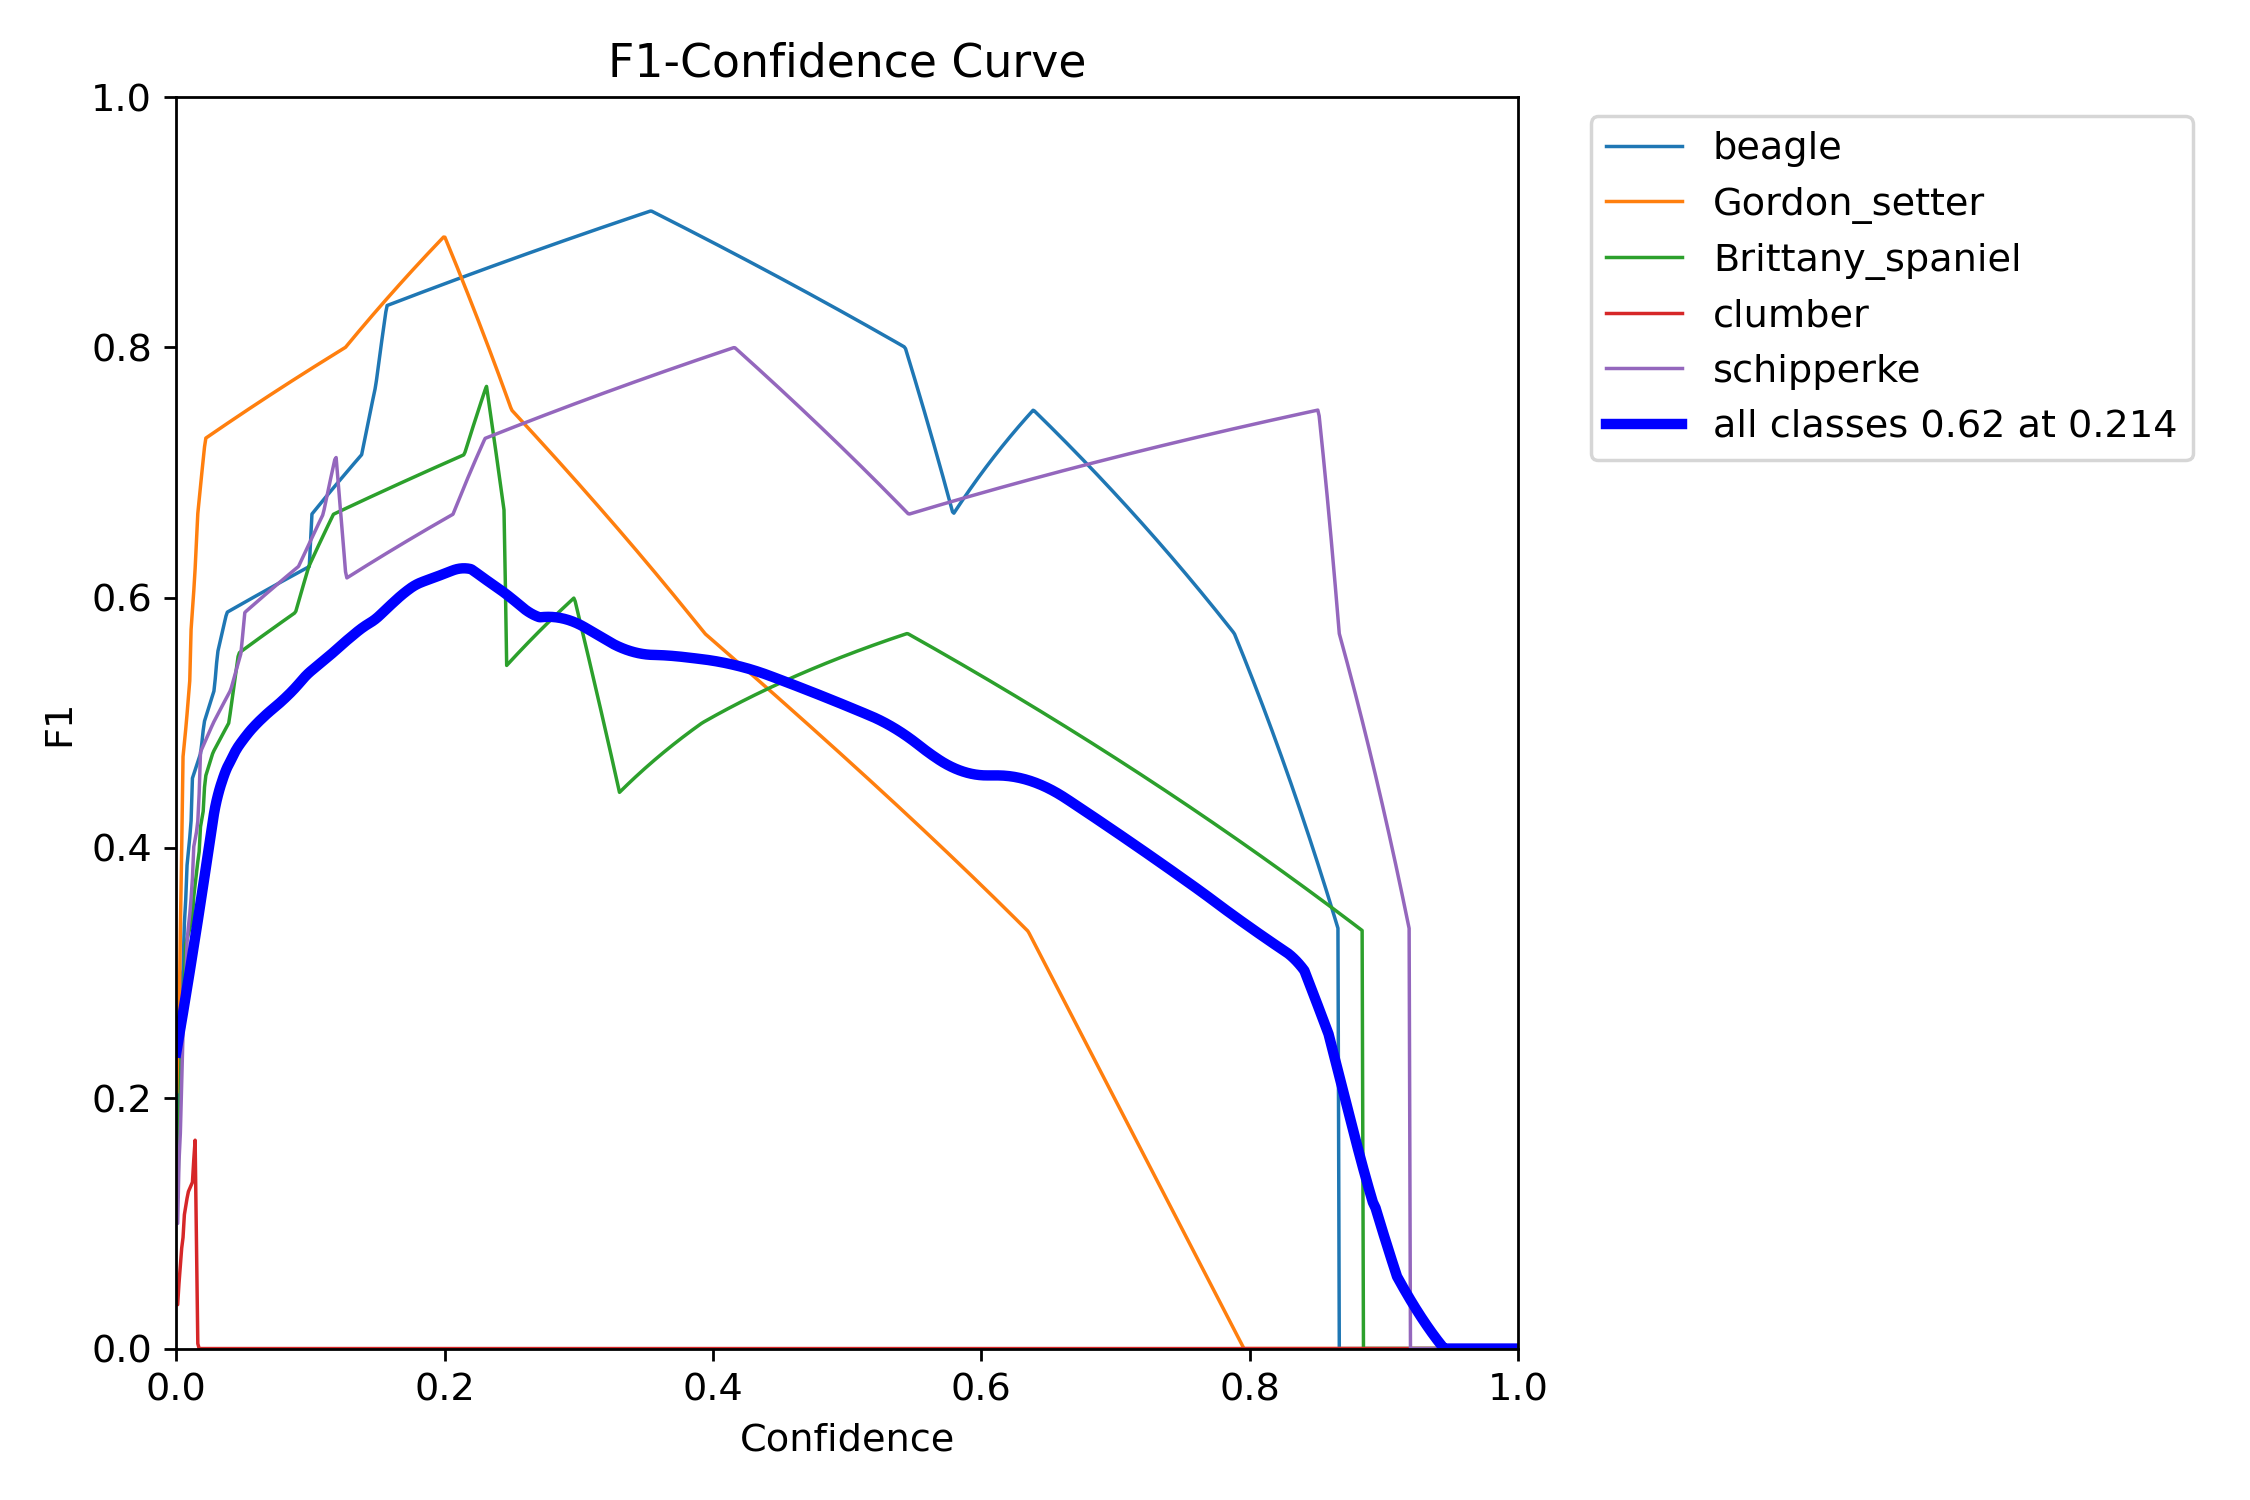 F1-Confidence Curve
1.0
0.8
0.6
0.4
0.2
0.0
F1
0.0 0.2 0.4 0.6 0.8 1.0
Confidence
beagle
Gordon_setter
Brittany_spaniel
clumber
schipperke
all classes 0.62 at 0.214